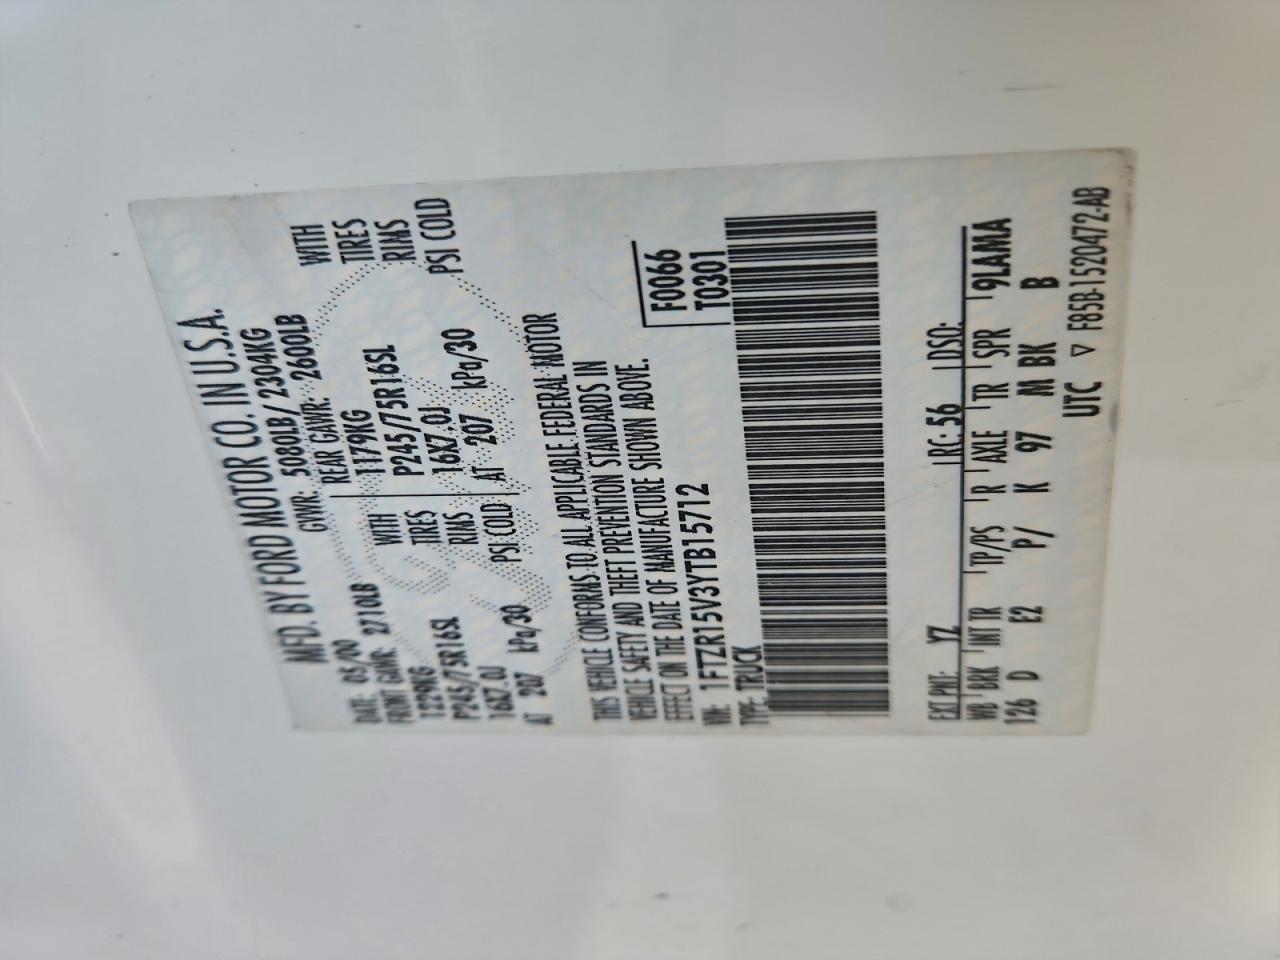 MFD. BY FORD MOTOR CO. IN U.S.A.
DATE: 05/00 GVWR: 5080LB/2304KG
FRONT GAWR: 2710LB REAR GAWR: 2600LB
1229KG WITH 1179KG WITH
P245/75R16SL TIRES P245/75R16SL TIRES
16X7.0J RIMS 16X7.0J RIMS
AT 207 kPa/30 PSI COLD AT 207 kPa/30 PSI COLD
THIS VEHICLE CONFORMS TO ALL APPLICABLE FEDERAL MOTOR
VEHICLE SAFETY AND THEFT PREVENTION STANDARDS IN
EFFECT ON THE DATE OF MANUFACTURE SHOWN ABOVE.
VIN: 1FTZR15V3YTB15712 F0066
TYPE: TRUCK T0301
EXT PNT: YZ RC: 56 DSO:
WB BRK INT TR TP/PS R AXLE TR SPR 9LAMA
126 D E2 P/ K 97 M BK B
UTC ▽ F85B-1520472-AB